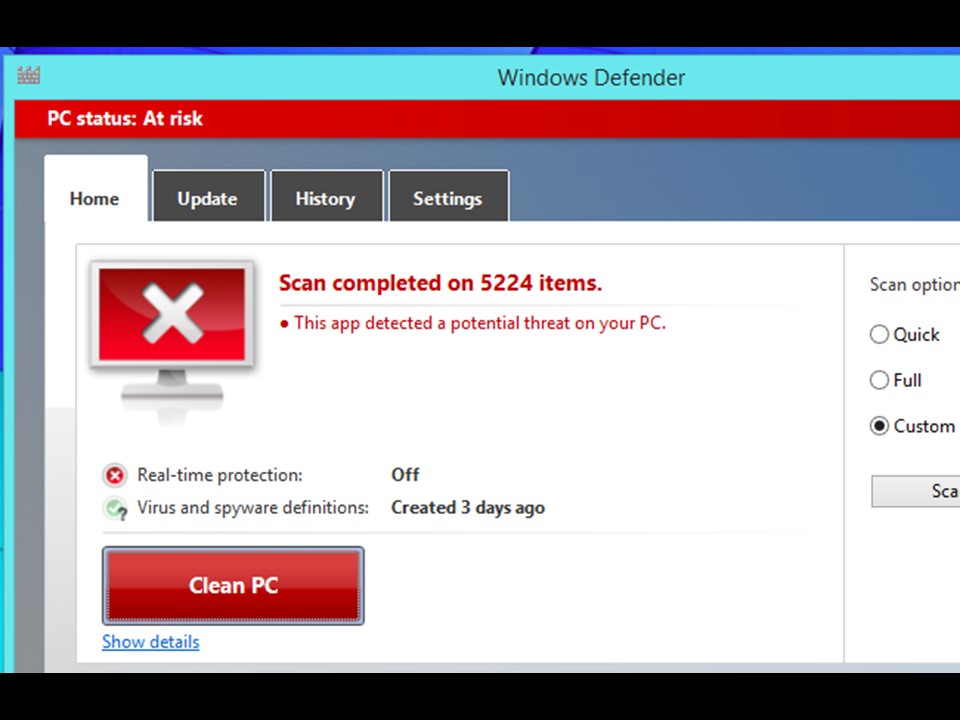 Windows Defender
PC status: At risk
Home
Update
History
Settings
Scan completed on 5224 items.
• This app detected a potential threat on your PC.
Real-time protection: Off
Virus and spyware definitions: Created 3 days ago
Clean PC
Show details
Scan option
Quick
Full
Custom
Sca